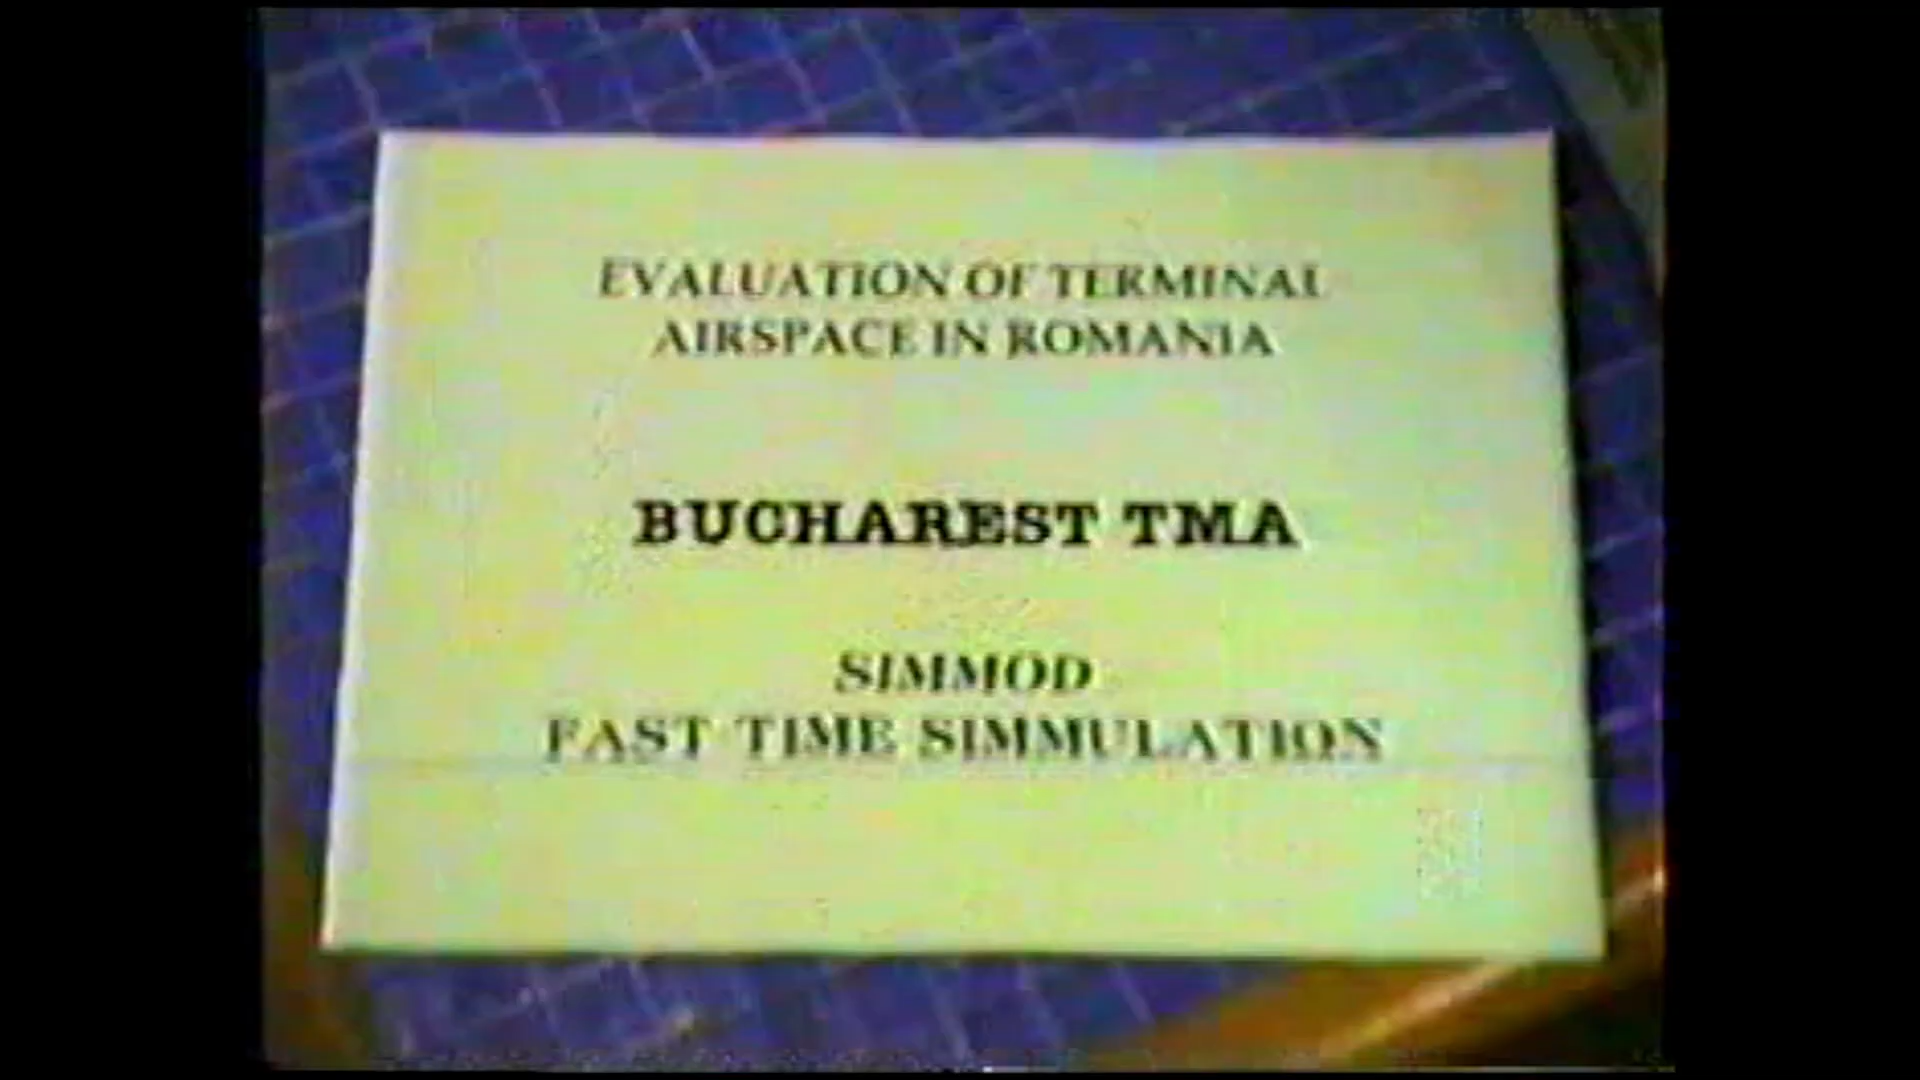 EVALUATION OF TERMINAL
AIRSPACE IN ROMANIA
BUCHAREST TMA
SIMMOD
FAST TIME SIMMULATION